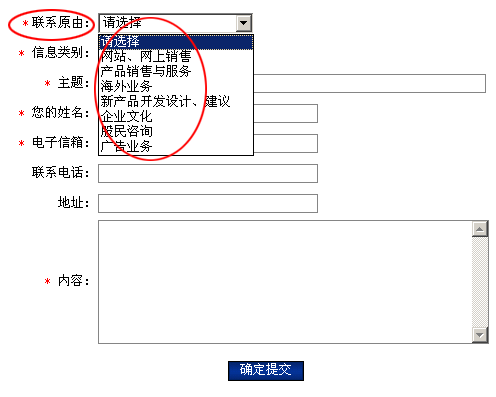 * 联系原由： 请选择
请选择
* 信息类别： 网站、网上销售
产品销售与服务
* 主题： 海外业务
新产品开发设计、建议
* 您的姓名： 企业文化
股民咨询
* 电子信箱： 广告业务
联系电话：
地址：
* 内容：
确定提交